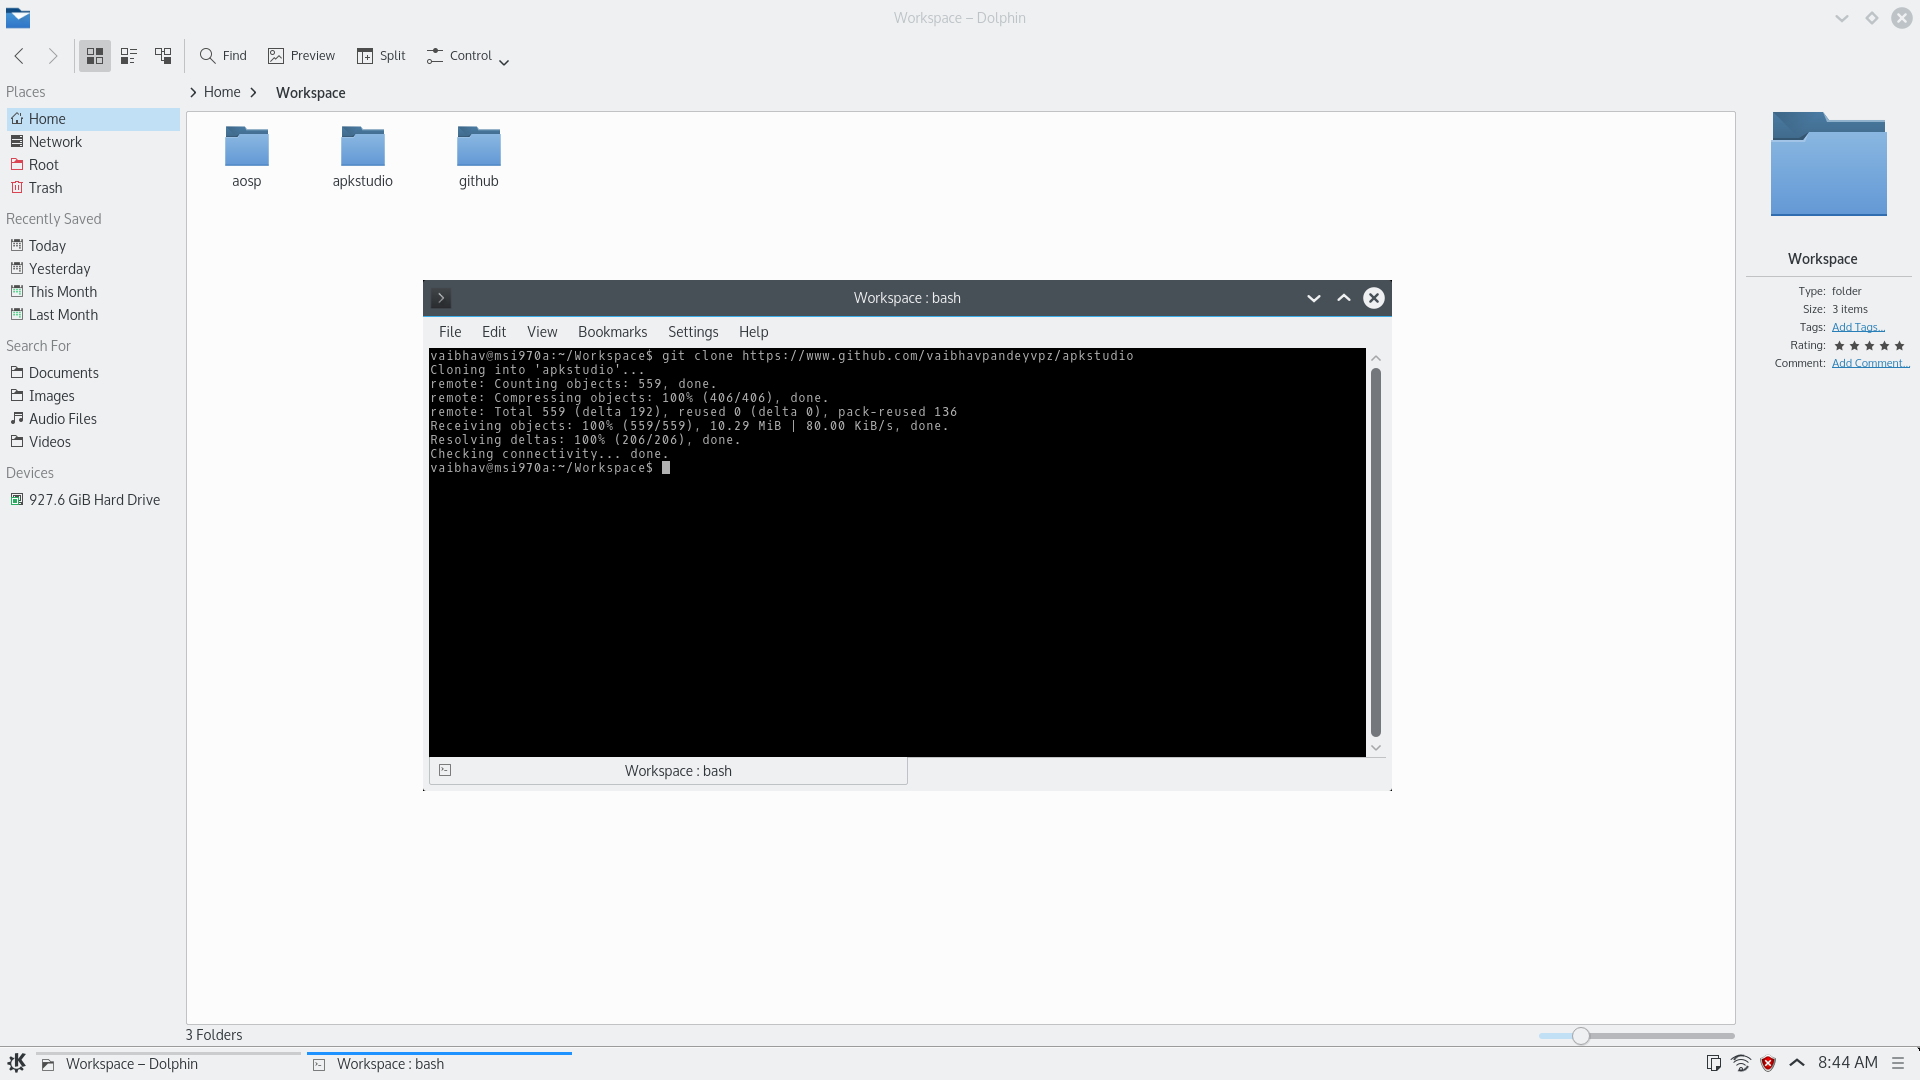 Workspace – Dolphin
Find
Preview
Split
Control
Places
Home
Network
Root
Trash
Recently Saved
Today
Yesterday
This Month
Last Month
Search For
Documents
Images
Audio Files
Videos
Devices
927.6 GiB Hard Drive
Home
Workspace
aosp
apkstudio
github
Workspace : bash
File Edit View Bookmarks Settings Help
vaibhav@msi970a:~/Workspace$ git clone https://www.github.com/vaibhavpandeyvpz/apkstudio
Cloning into 'apkstudio'...
remote: Counting objects: 559, done.
remote: Compressing objects: 100% (406/406), done.
remote: Total 559 (delta 192), reused 0 (delta 0), pack-reused 136
Receiving objects: 100% (559/559), 10.29 MiB | 80.00 KiB/s, done.
Resolving deltas: 100% (206/206), done.
Checking connectivity... done.
vaibhav@msi970a:~/Workspace$
Workspace : bash
Workspace
Type: folder
Size: 3 items
Tags: Add Tags...
Rating:
Comment: Add Comment...
3 Folders
Workspace – Dolphin
Workspace : bash
8:44 AM